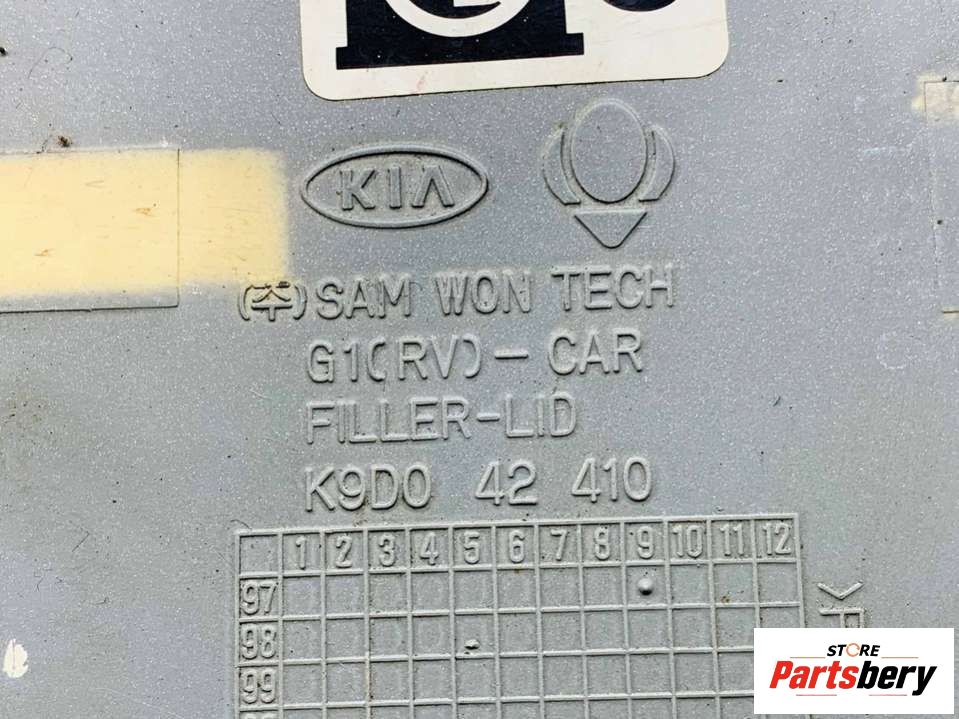 KIA
(주) SAM WON TECH
G1(RV)-CAR
FILLER-LID
K9D0 42 410
1 2 3 4 5 6 7 8 9 10 11 12
97
98
99
STORE
Partsbery